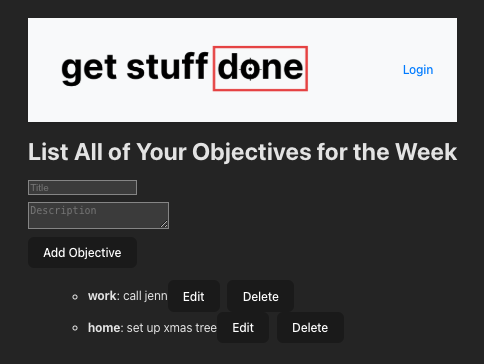 get stuff done
Login
List All of Your Objectives for the Week
Title
Description
Add Objective
work: call jenn Edit Delete
home: set up xmas tree Edit Delete